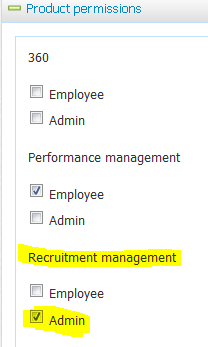 Product permissions
360
Employee
Admin
Performance management
Employee
Admin
Recruitment management
Employee
Admin